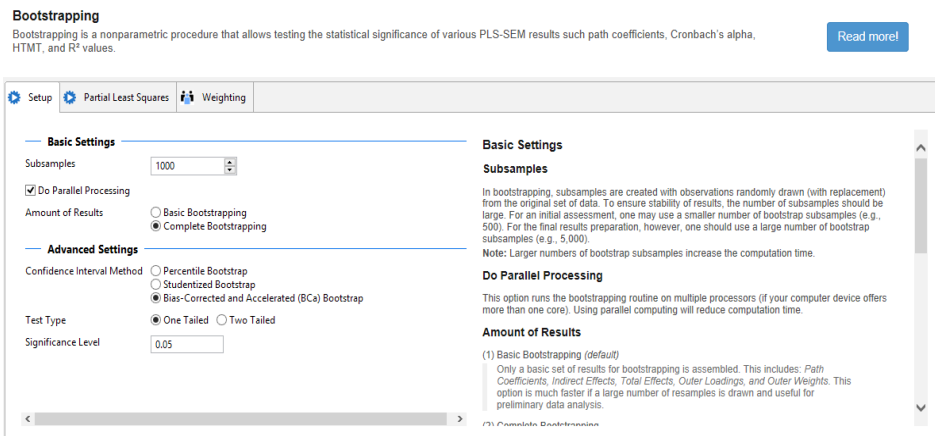 Bootstrapping
Bootstrapping is a nonparametric procedure that allows testing the statistical significance of various PLS-SEM results such path coefficients, Cronbach's alpha,
HTMT, and R² values.
Read more!
Setup
Partial Least Squares
Weighting
Basic Settings
Subsamples
1000
Do Parallel Processing
Amount of Results
Basic Bootstrapping
Complete Bootstrapping
Advanced Settings
Confidence Interval Method
Percentile Bootstrap
Studentized Bootstrap
Bias-Corrected and Accelerated (BCa) Bootstrap
Test Type
One Tailed
Two Tailed
Significance Level
0.05
Basic Settings
Subsamples
In bootstrapping, subsamples are created with observations randomly drawn (with replacement)
from the original set of data. To ensure stability of results, the number of subsamples should be
large. For an initial assessment, one may use a smaller number of bootstrap subsamples (e.g.,
500). For the final results preparation, however, one should use a large number of bootstrap
subsamples (e.g., 5,000).
Note: Larger numbers of bootstrap subsamples increase the computation time.
Do Parallel Processing
This option runs the bootstrapping routine on multiple processors (if your computer device offers
more than one core). Using parallel computing will reduce computation time.
Amount of Results
(1) Basic Bootstrapping (default)
Only a basic set of results for bootstrapping is assembled. This includes: Path
Coefficients, Indirect Effects, Total Effects, Outer Loadings, and Outer Weights. This
option is much faster if a large number of resamples is drawn and useful for
preliminary data analysis.
(2) Complete Bootstrapping